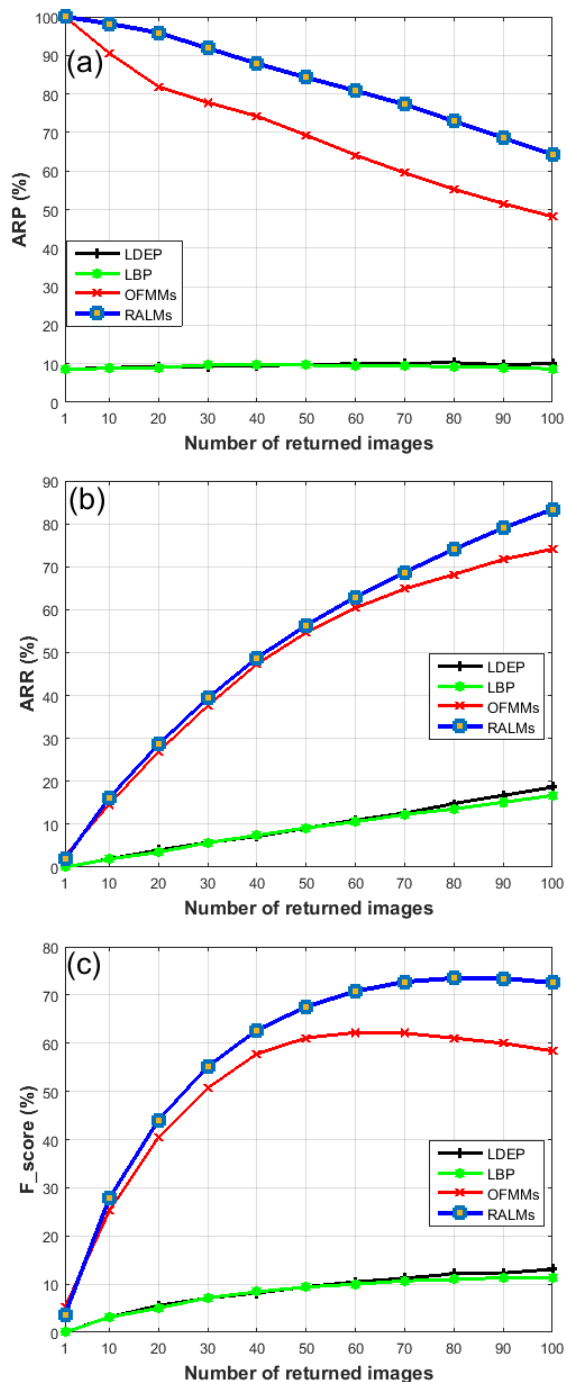 100
90
80
70
60
50
40
30
20
10
0
ARP (%)
(a)
LDEP
LBP
OFMMs
RALMs
1 10 20 30 40 50 60 70 80 90 100
Number of returned images
90
80
70
60
50
40
30
20
10
0
ARR (%)
(b)
LDEP
LBP
OFMMs
RALMs
1 10 20 30 40 50 60 70 80 90 100
Number of returned images
80
70
60
50
40
30
20
10
0
F_score (%)
(c)
LDEP
LBP
OFMMs
RALMs
1 10 20 30 40 50 60 70 80 90 100
Number of returned images